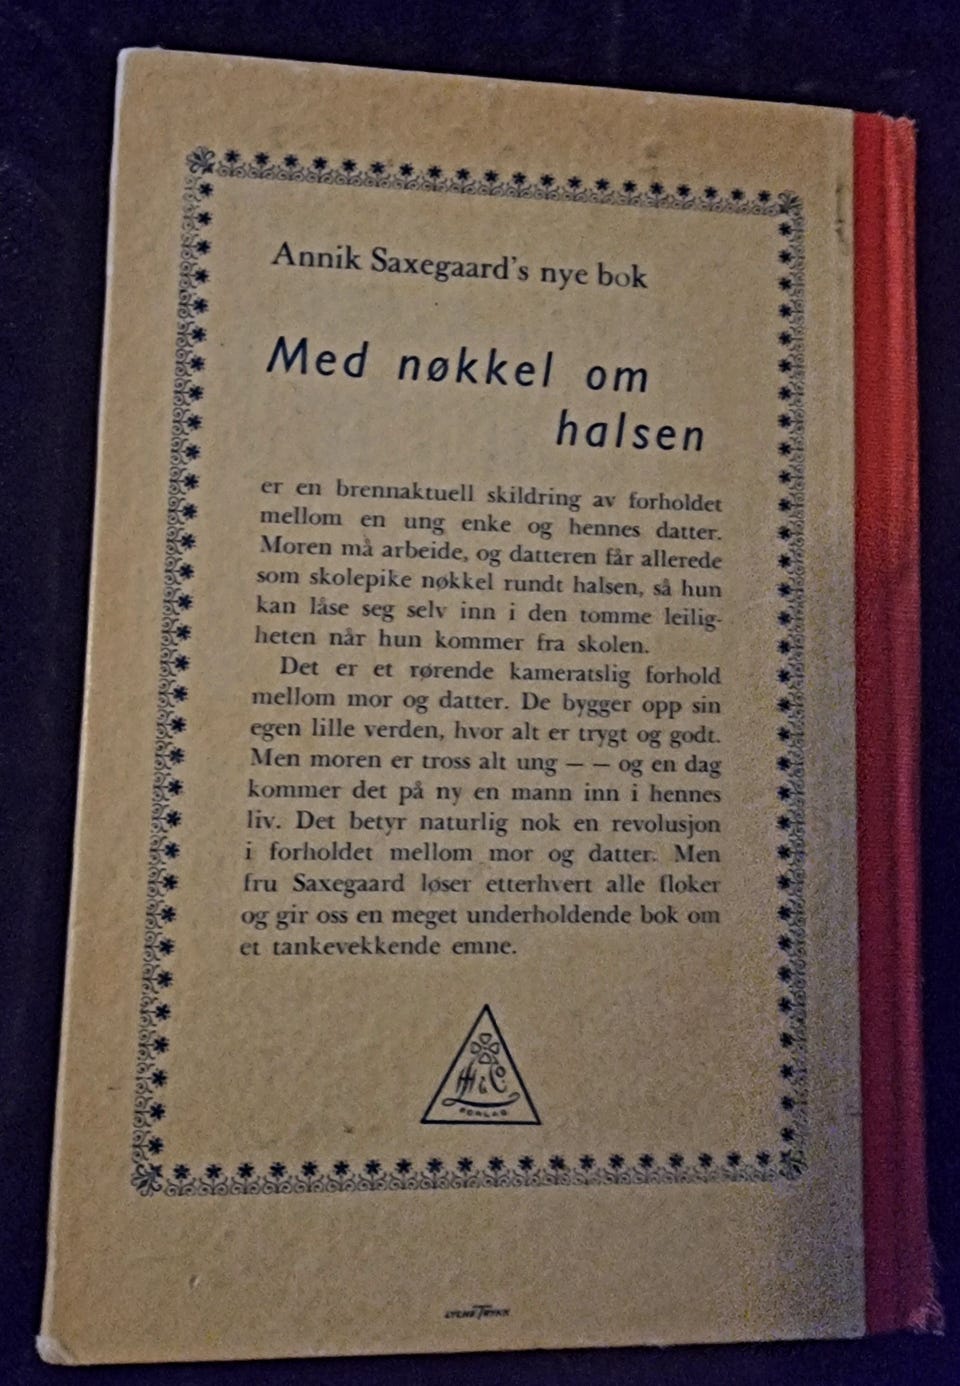 Annik Saxegaard's nye bok
Med nøkkel om
halsen
er en brennaktuell skildring av forholdet
mellom en ung enke og hennes datter.
Moren må arbeide, og datteren får allerede
som skolepike nøkkel rundt halsen, så hun
kan låse seg selv inn i den tomme leilig-
heten når hun kommer fra skolen.
Det er et rørende kameratslig forhold
mellom mor og datter. De bygger opp sin
egen lille verden, hvor alt er trygt og godt.
Men moren er tross alt ung — — og en dag
kommer det på ny en mann inn i hennes
liv. Det betyr naturlig nok en revolusjon
i forholdet mellom mor og datter. Men
fru Saxegaard løser etterhvert alle floker
og gir oss en meget underholdende bok om
et tankevekkende emne.
FORLAG
LYCHE TRYKK